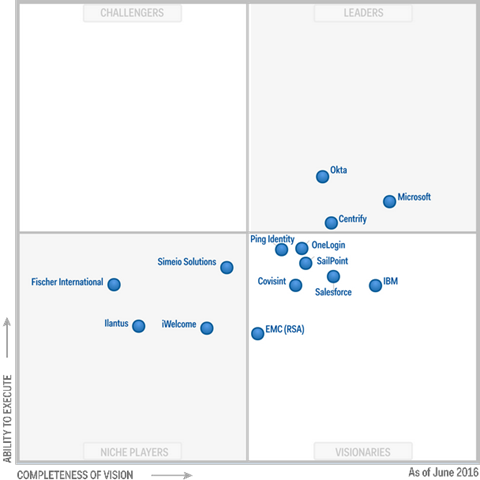 CHALLENGERS
LEADERS
Okta
Microsoft
Centrify
Ping Identity
OneLogin
SailPoint
Simeio Solutions
Fischer International
Covisint
Salesforce
IBM
Ilantus
iWelcome
EMC (RSA)
ABILITY TO EXECUTE
NICHE PLAYERS
VISIONARIES
COMPLETENESS OF VISION
As of June 2016